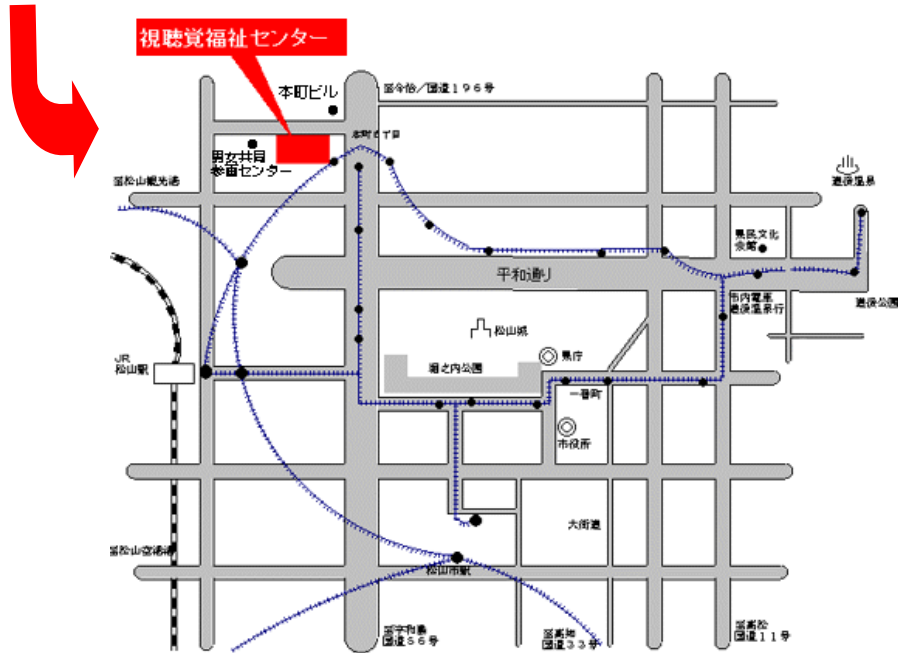 視聴覚福祉センター
本町ビル
至今治/国道196号
本町6丁目
男女共同
参画センター
至松山観光港
道後温泉
県民文化
会館
平和通り
市内電車
道後温泉行
道後公園
松山城
JR
松山駅
県庁
堀之内公園
一番町
市役所
大街道
至松山空港
松山市駅
至宇和島
国道56号
至高知
国道33号
至高松
国道11号